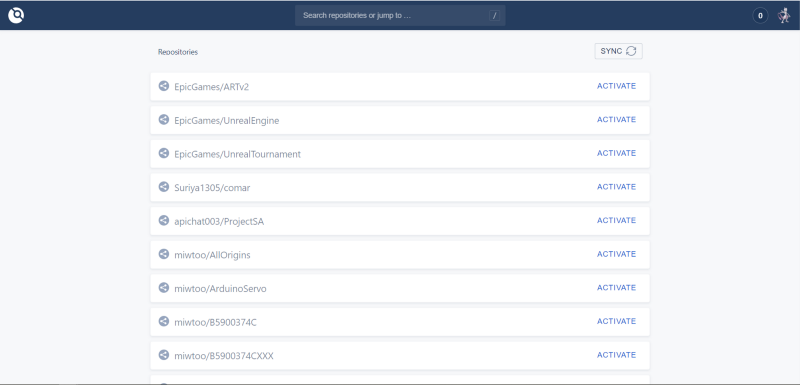 Search repositories or jump to … /
0
Repositories
SYNC
EpicGames/ARTv2 ACTIVATE
EpicGames/UnrealEngine ACTIVATE
EpicGames/UnrealTournament ACTIVATE
Suriya1305/comar ACTIVATE
apichat003/ProjectSA ACTIVATE
miwtoo/AllOrigins ACTIVATE
miwtoo/ArduinoServo ACTIVATE
miwtoo/B5900374C ACTIVATE
miwtoo/B5900374CXXX ACTIVATE